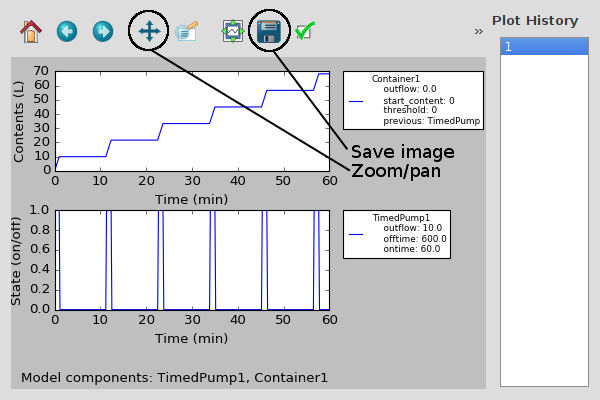 Plot History
»
1
70
60
50
40
30
20
10
0
Contents (L)
0 10 20 30 40 50 60
Time (min)
Container1
outflow: 0.0
start_content: 0
threshold: 0
previous: TimedPump
Save image
Zoom/pan
1.0
0.8
0.6
0.4
0.2
0.0
State (on/off)
0 10 20 30 40 50 60
Time (min)
TimedPump1
outflow: 10.0
offtime: 600.0
ontime: 60.0
Model components: TimedPump1, Container1